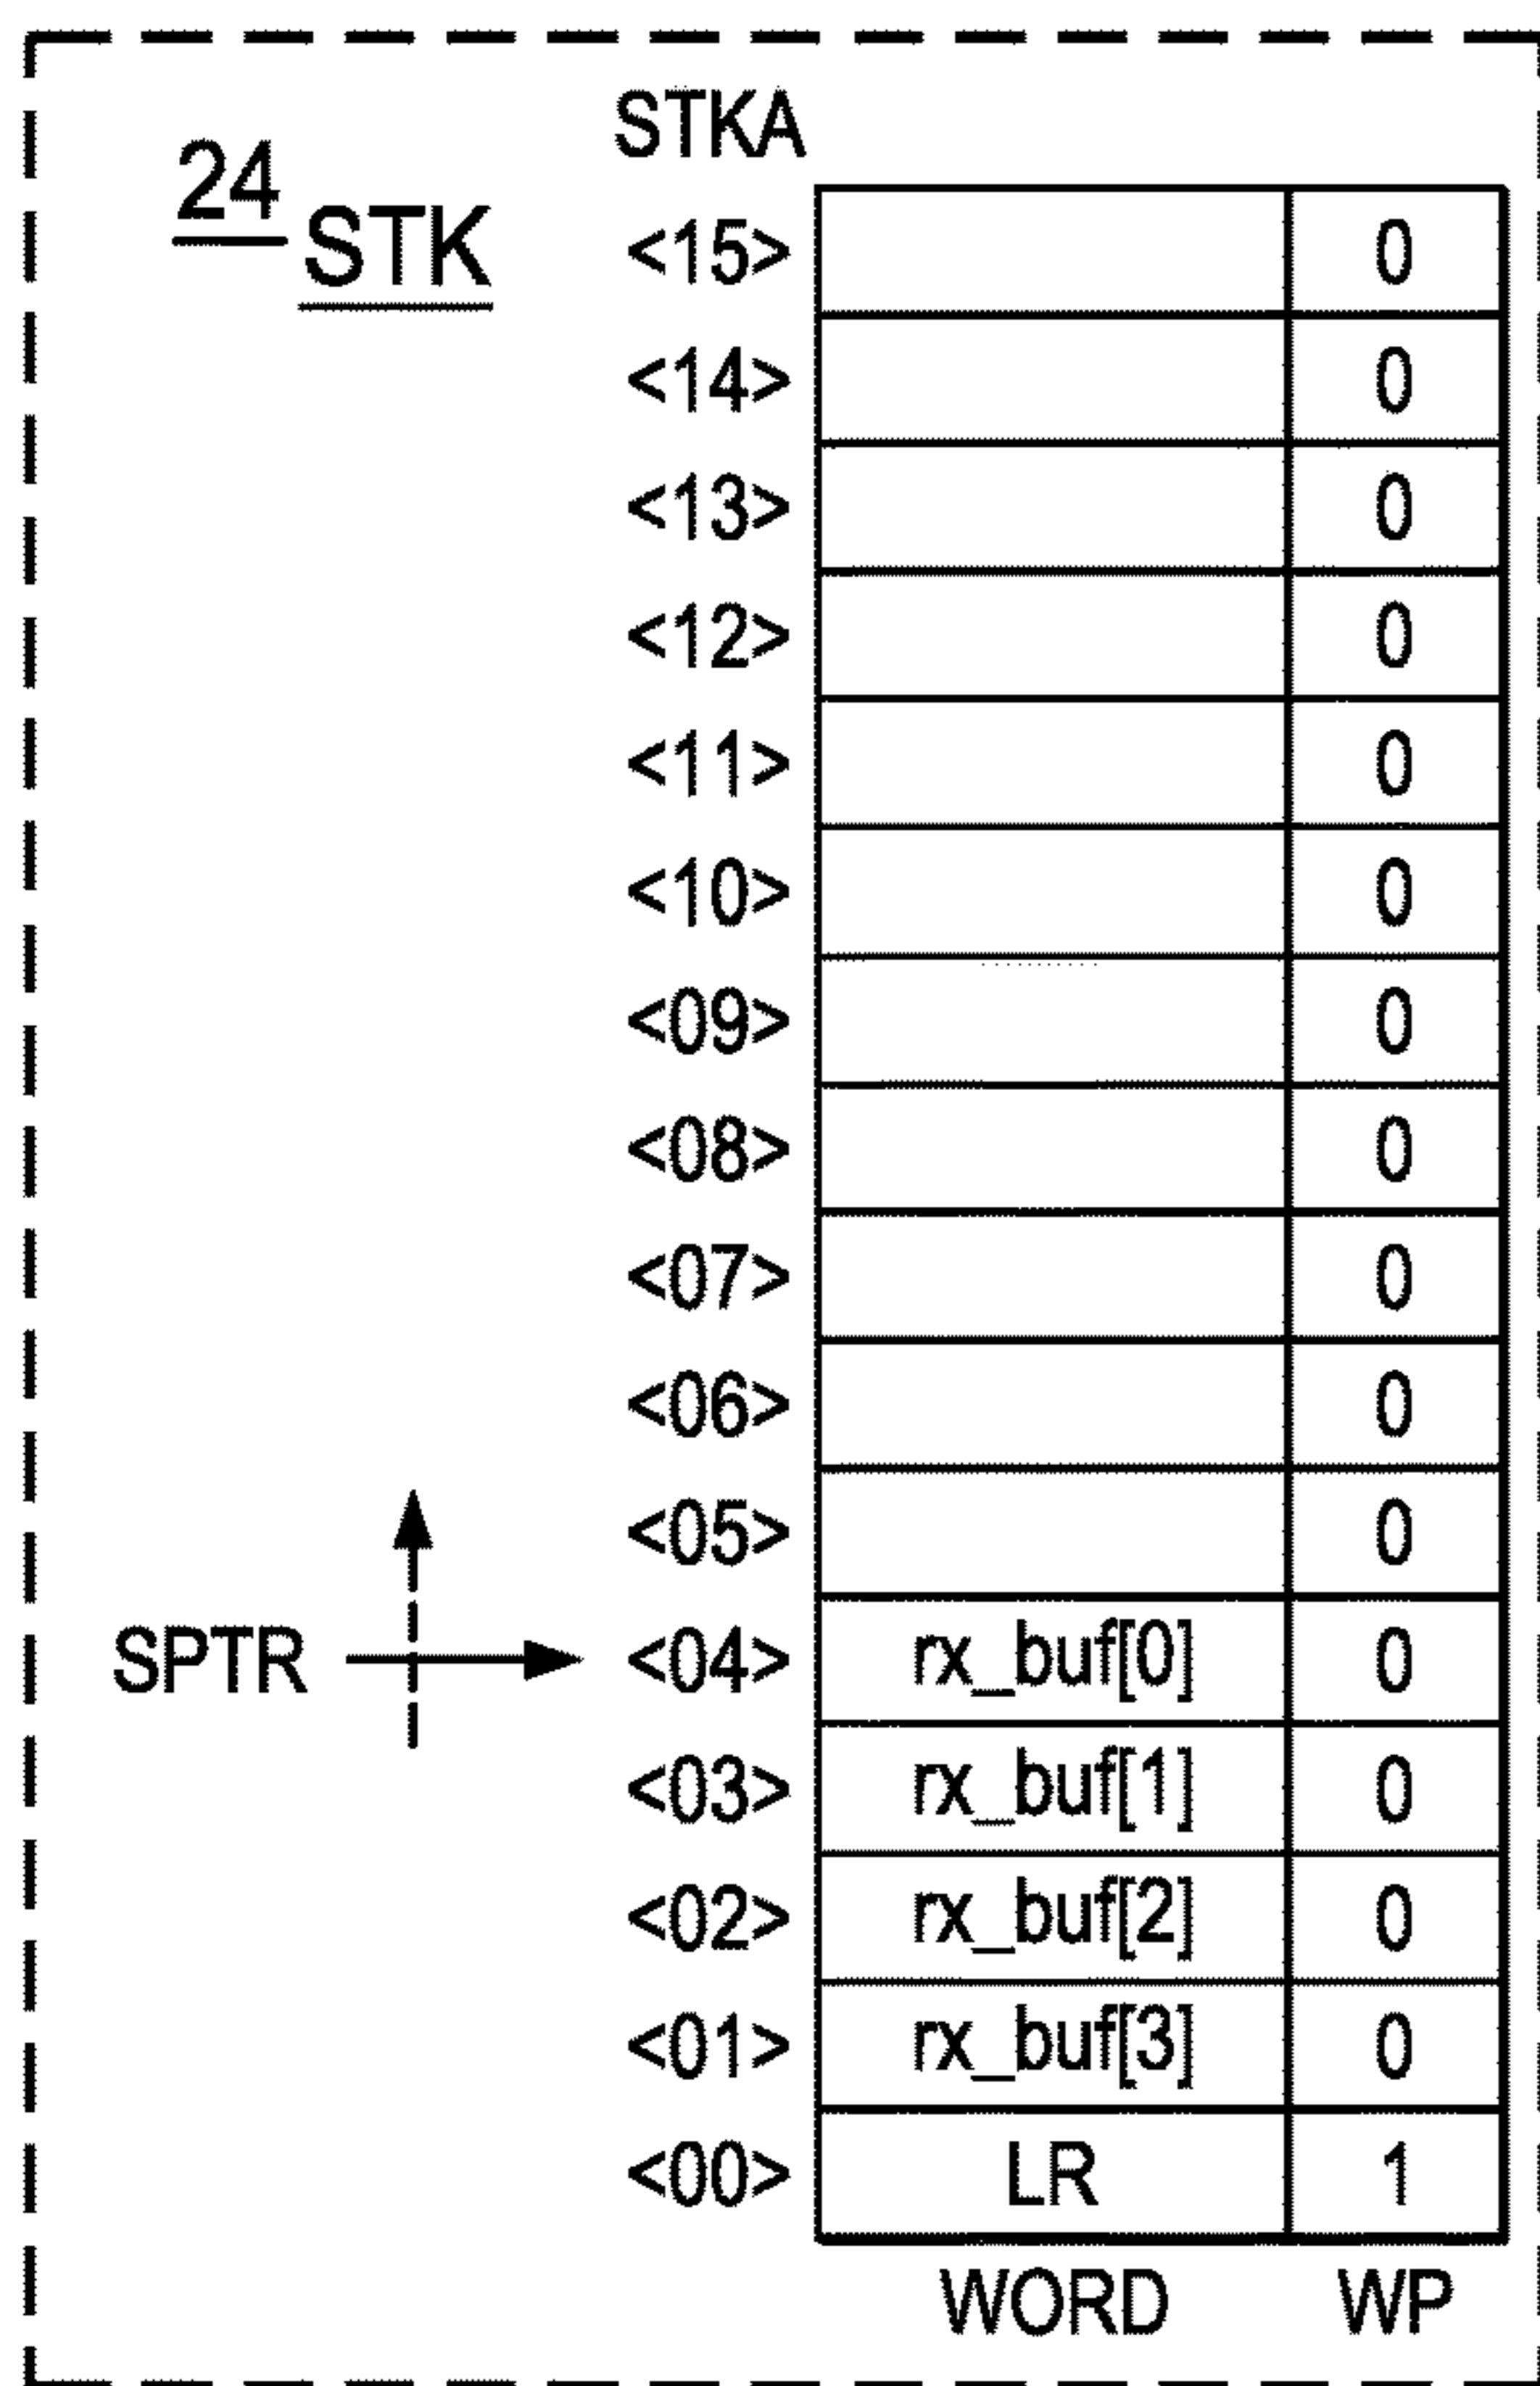 STKA
24
STK
<15> 0
<14> 0
<13> 0
<12> 0
<11> 0
<10> 0
<09> 0
<08> 0
<07> 0
<06> 0
<05> 0
SPTR <04> rx_buf[0] 0
<03> rx_buf[1] 0
<02> rx_buf[2] 0
<01> rx_buf[3] 0
<00> LR 1
WORD WP